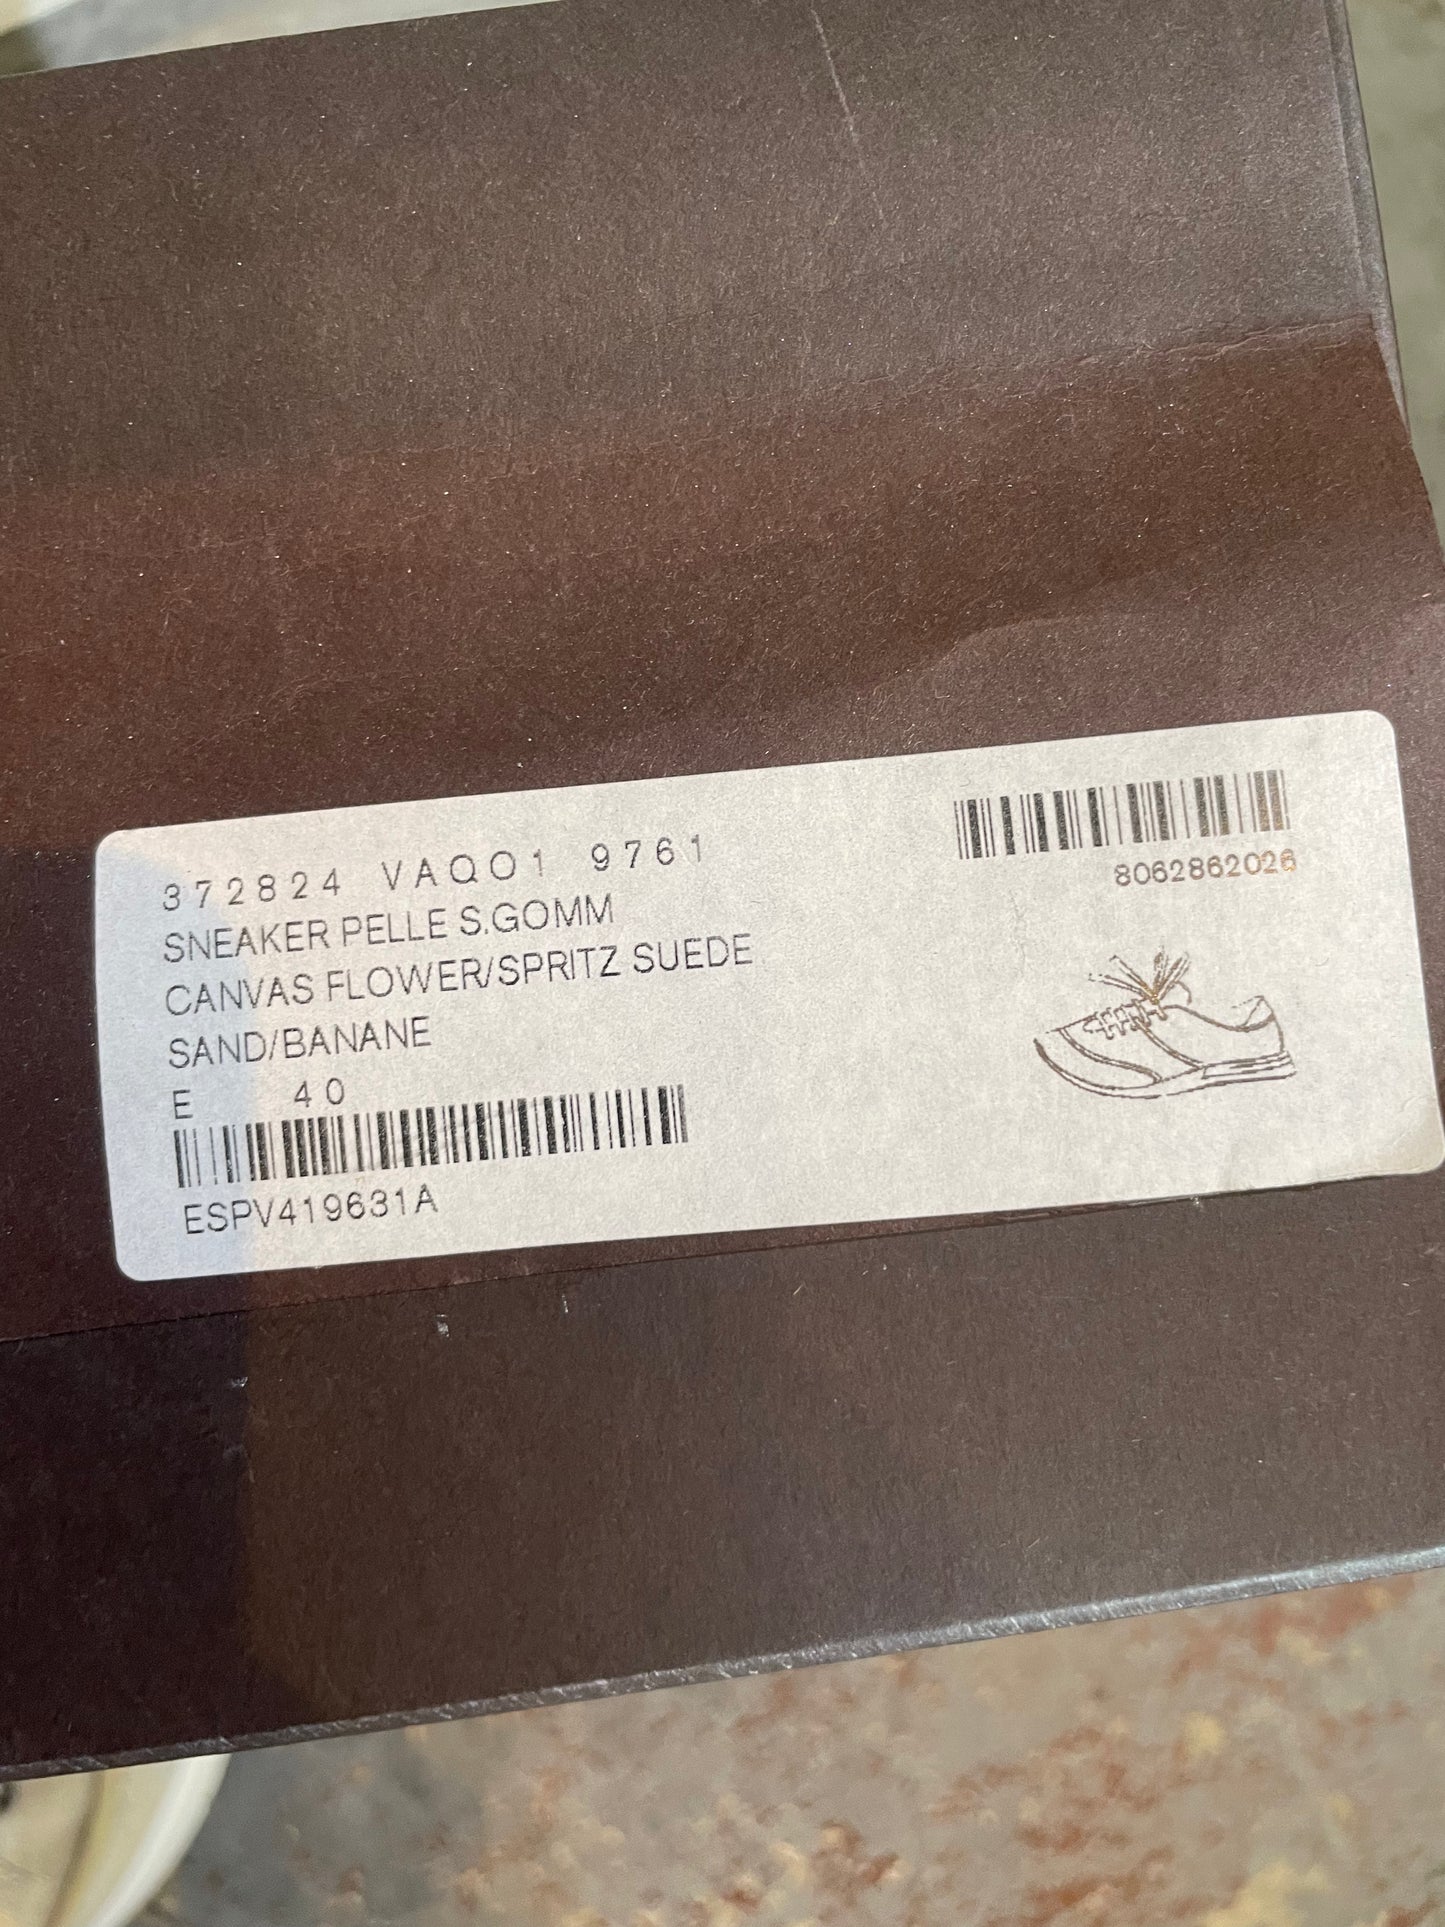 372824 VAQO1 9761
8062862026
SNEAKER PELLE S.GOMM
CANVAS FLOWER/SPRITZ SUEDE
SAND/BANANE
E 40
ESPV419631A